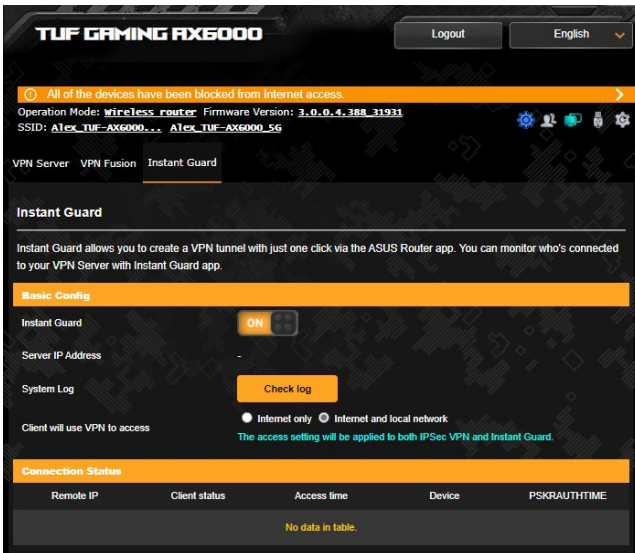 TUF GAMING AX6000
Logout
English
All of the devices have been blocked from Internet access.
Operation Mode: Wireless router Firmware Version: 3.0.0.4.388_31931
SSID: Alex_TUF-AX6000... Alex_TUF-AX6000_5G
VPN Server VPN Fusion Instant Guard
Instant Guard
Instant Guard allows you to create a VPN tunnel with just one click via the ASUS Router app. You can monitor who's connected
to your VPN Server with Instant Guard app.
Basic Config
Instant Guard ON
Server IP Address -
System Log Check log
Client will use VPN to access Internet only Internet and local network
The access setting will be applied to both IPSec VPN and Instant Guard.
Connection Status
Remote IP Client status Access time Device PSKRAUTHTIME
No data in table.